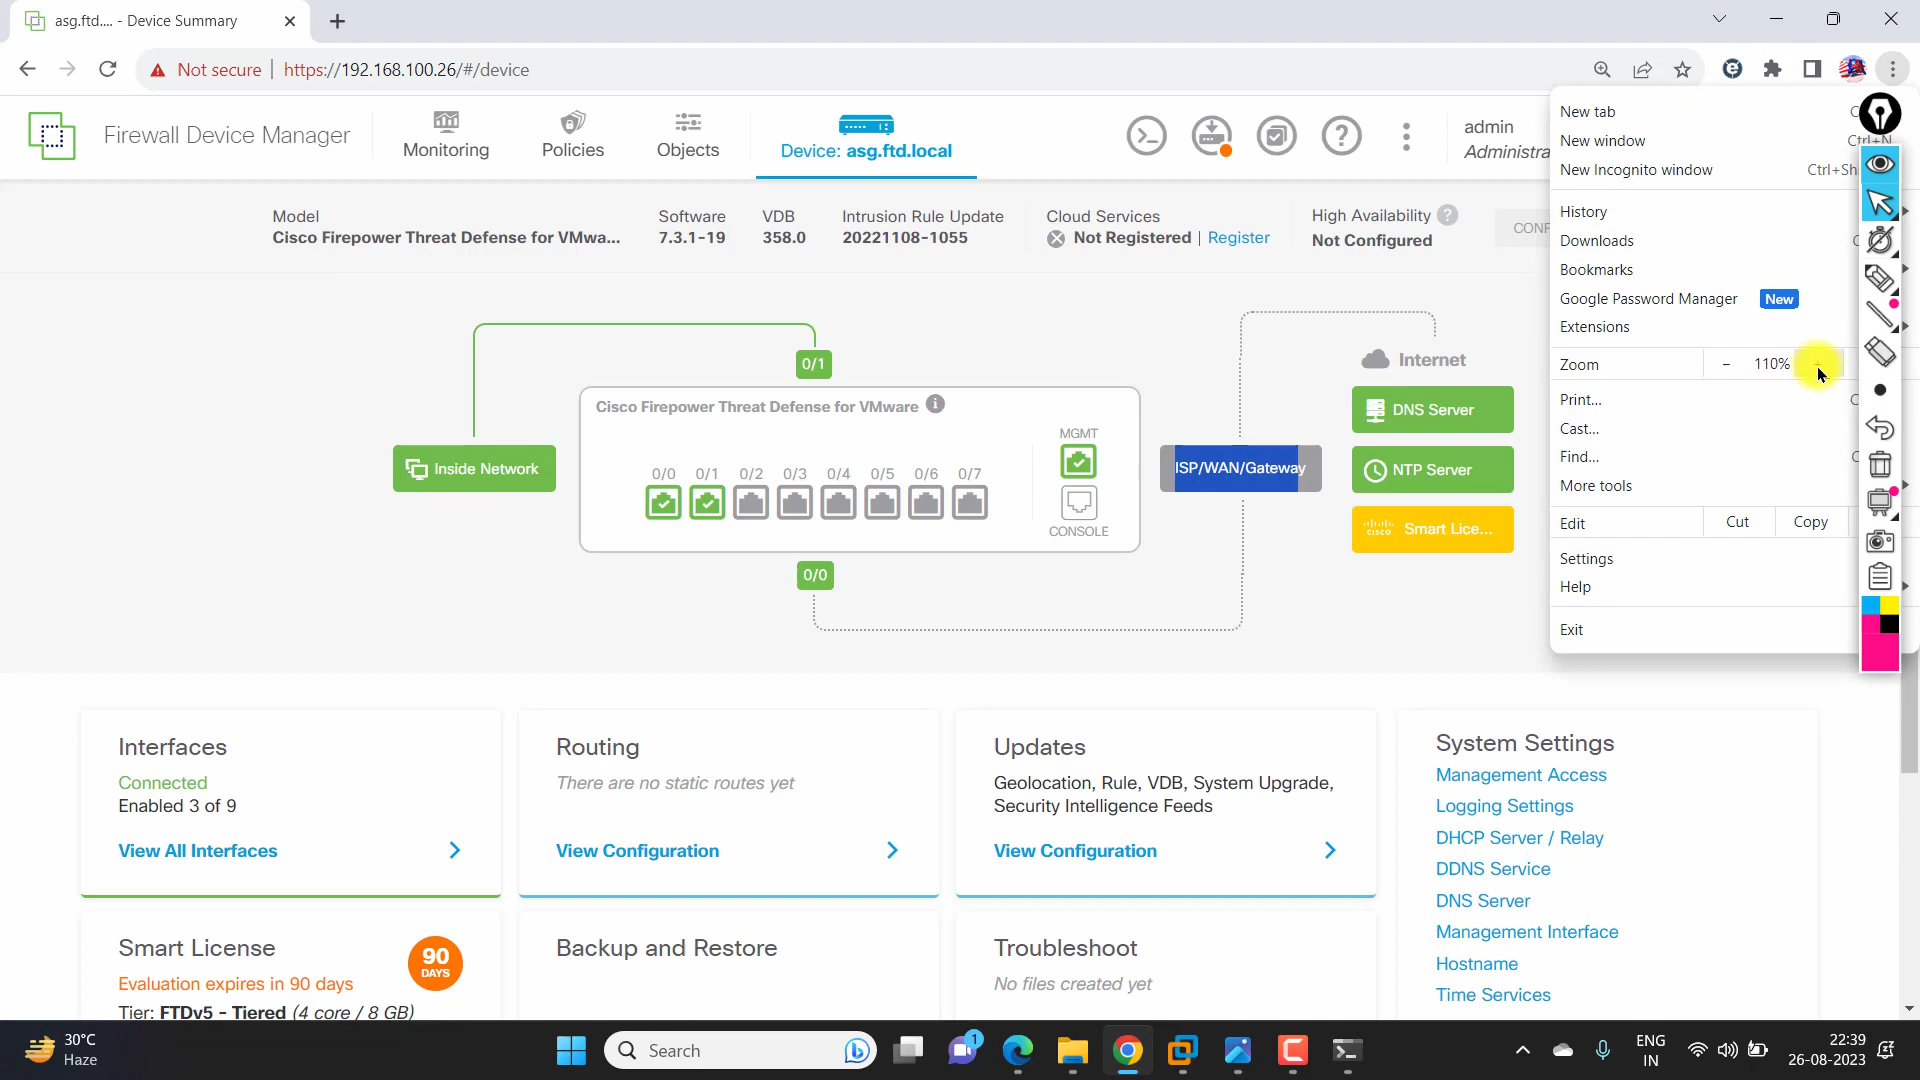 asg.ftd.... - Device Summary
Not secure
https://192.168.100.26/#/device
Firewall Device Manager
Monitoring
Policies
Objects
Device: asg.ftd.local
admin
Administra
Model
Cisco Firepower Threat Defense for VMwa...
Software
7.3.1-19
VDB
358.0
Intrusion Rule Update
20221108-1055
Cloud Services
Not Registered | Register
High Availability
Not Configured
CONF
0/1
Cisco Firepower Threat Defense for VMware
MGMT
0/0 0/1 0/2 0/3 0/4 0/5 0/6 0/7
CONSOLE
Inside Network
ISP/WAN/Gateway
0/0
Internet
DNS Server
NTP Server
cisco
Smart Lice...
New tab
New window Ctrl+N
New Incognito window Ctrl+Sh
History
Downloads
Bookmarks
Google Password Manager New
Extensions
Zoom - 110% +
Print...
Cast...
Find...
More tools
Edit Cut Copy
Settings
Help
Exit
Interfaces
Connected
Enabled 3 of 9
View All Interfaces
Routing
There are no static routes yet
View Configuration
Updates
Geolocation, Rule, VDB, System Upgrade,
Security Intelligence Feeds
View Configuration
System Settings
Management Access
Logging Settings
DHCP Server / Relay
DDNS Service
DNS Server
Management Interface
Hostname
Time Services
Smart License
Evaluation expires in 90 days
Tier: FTDv5 - Tiered (4 core / 8 GB)
90
DAYS
Backup and Restore
Troubleshoot
No files created yet
30°C
Haze
Search
1
ENG
IN
22:39
26-08-2023